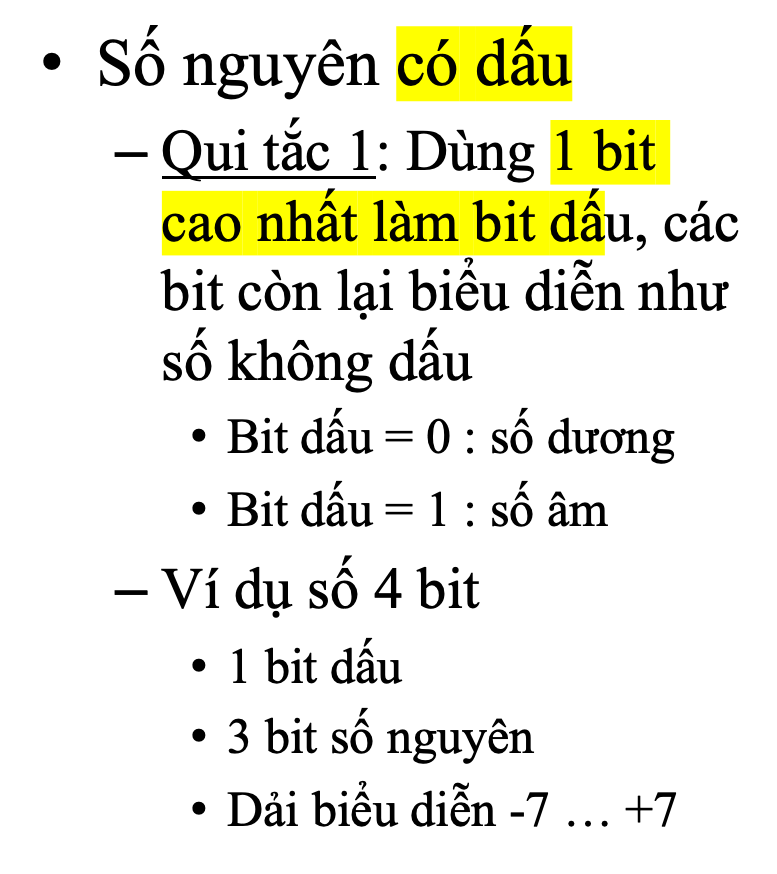 • Số nguyên có dấu
– Qui tắc 1: Dùng 1 bit
cao nhất làm bit dấu, các
bit còn lại biểu diễn như
số không dấu
• Bit dấu = 0 : số dương
• Bit dấu = 1 : số âm
– Ví dụ số 4 bit
• 1 bit dấu
• 3 bit số nguyên
• Dải biểu diễn -7 … +7